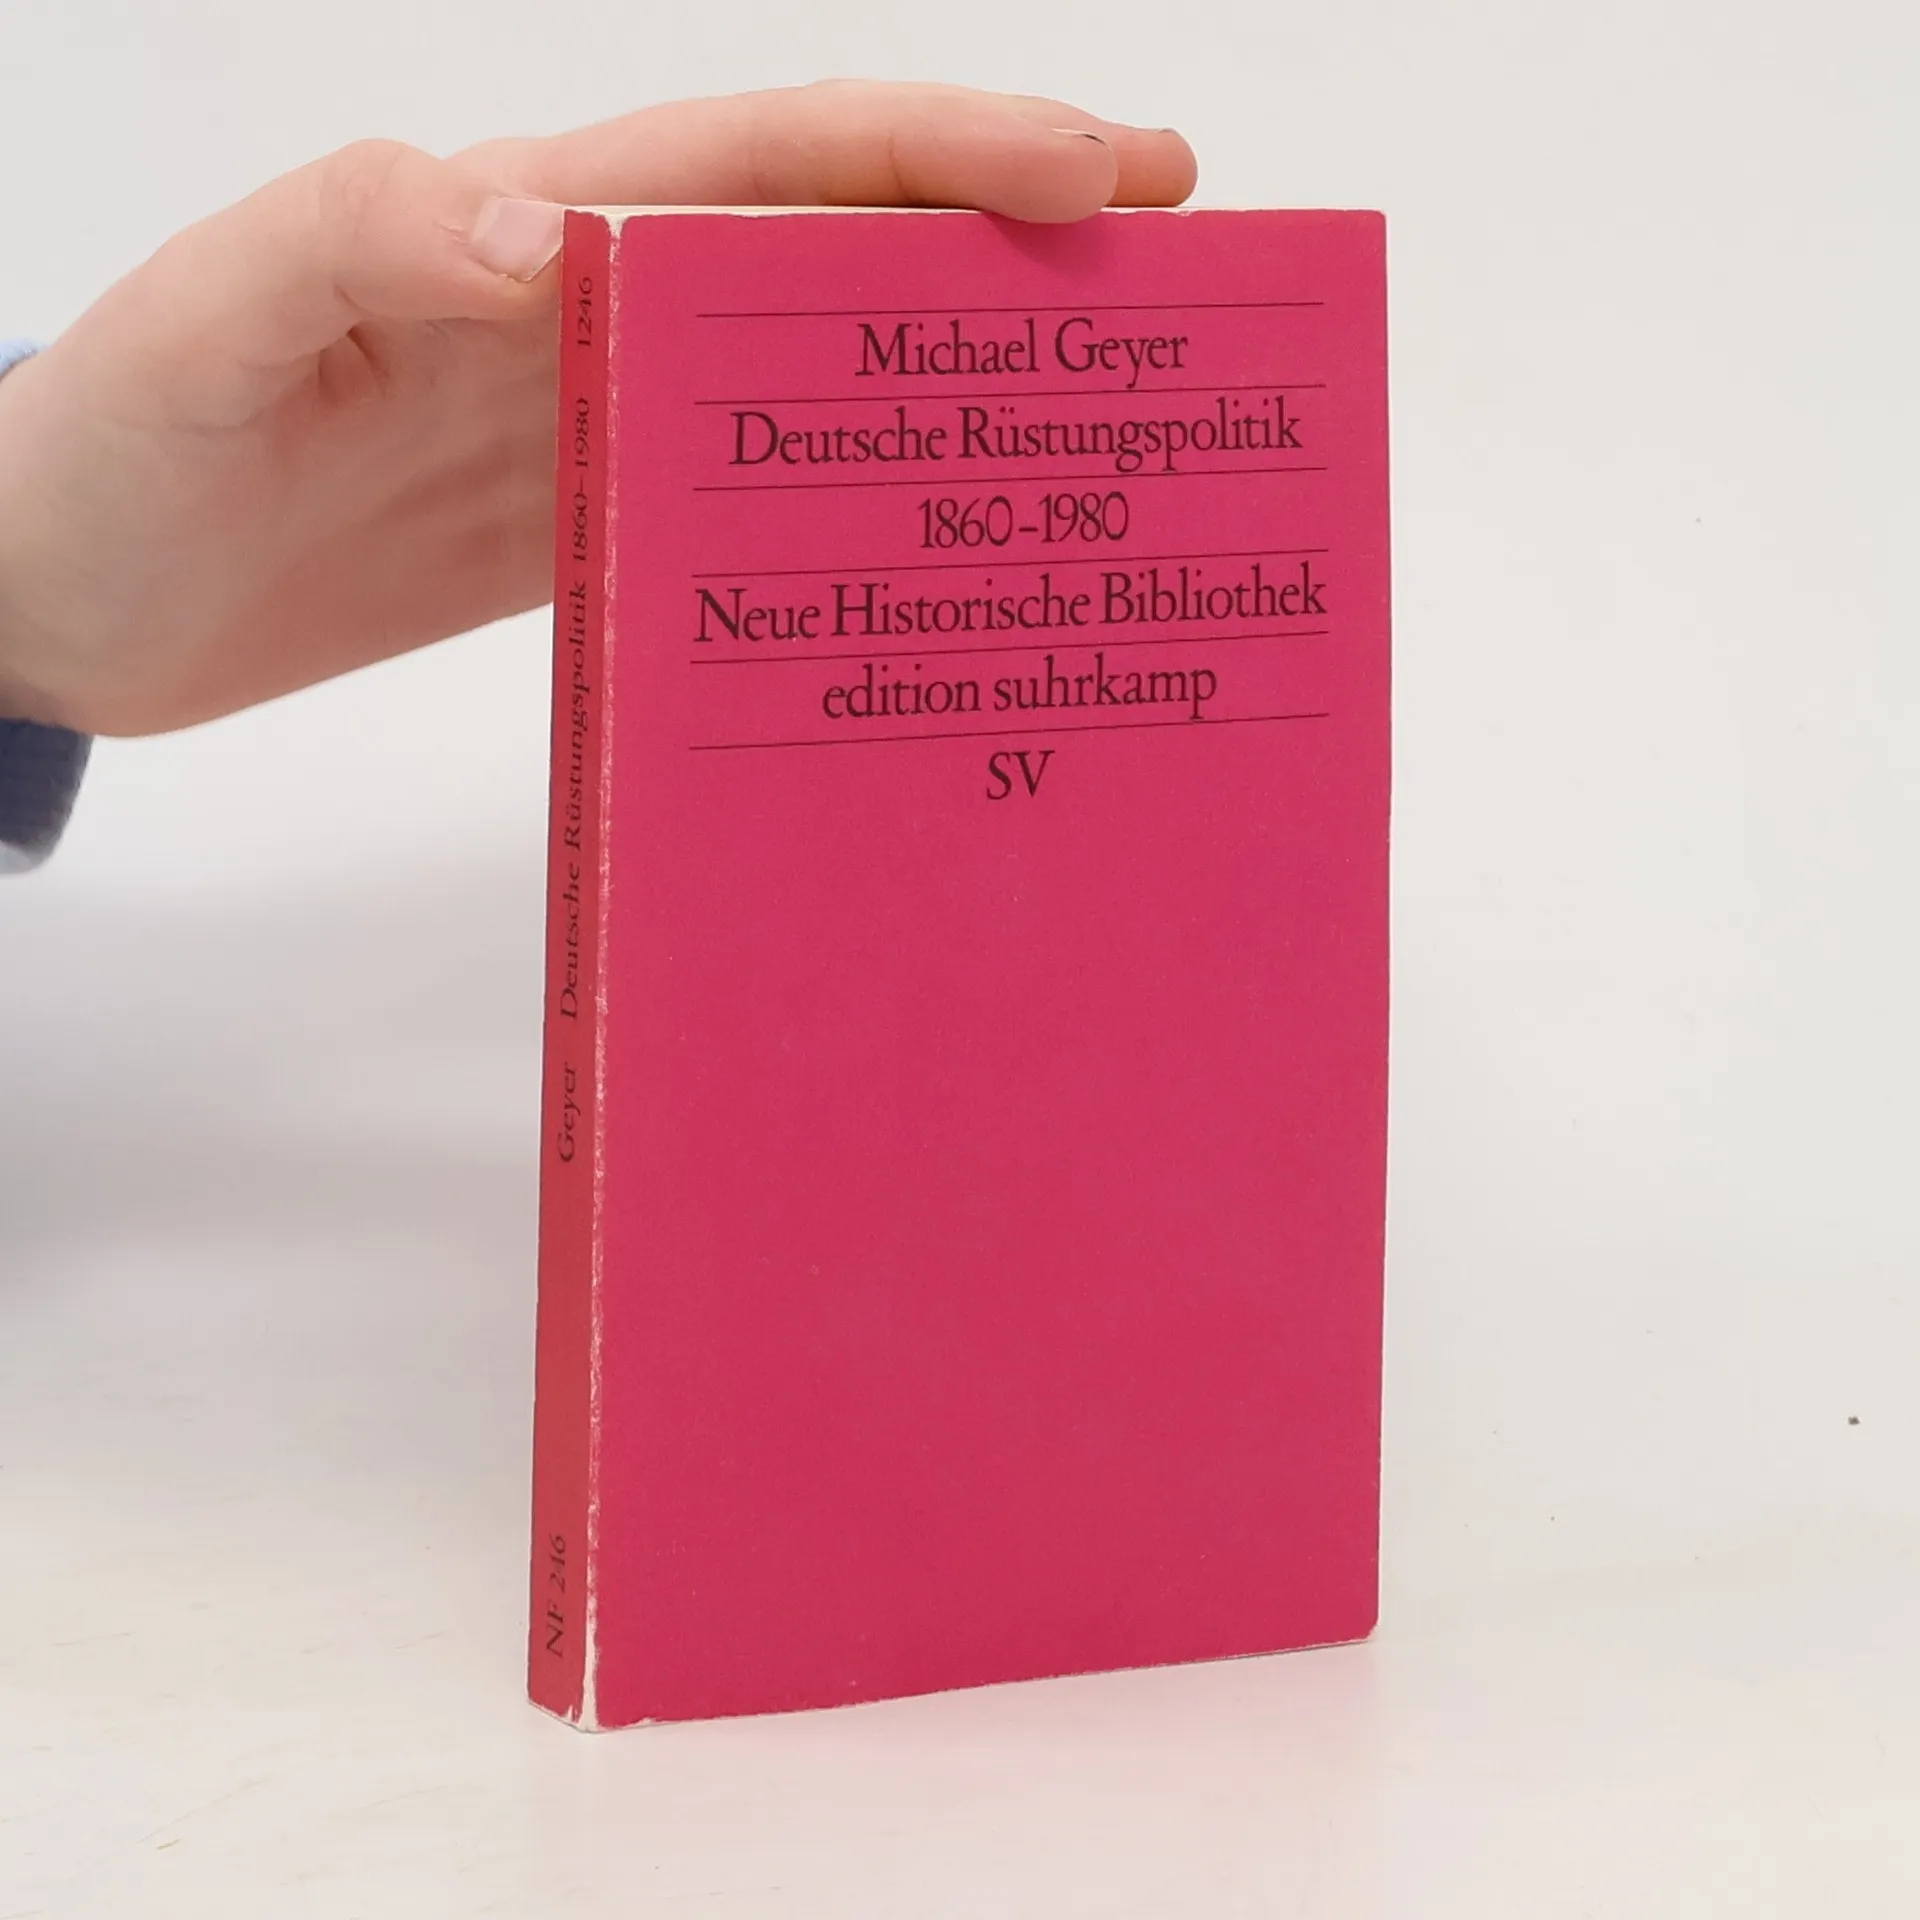 Michael Geyer
Deutsche Rüstungspolitik
1860–1980
Neue Historische Bibliothek
edition suhrkamp
SV
NF 246 Geyer Deutsche Rüstungspolitik 1860–1980 1246